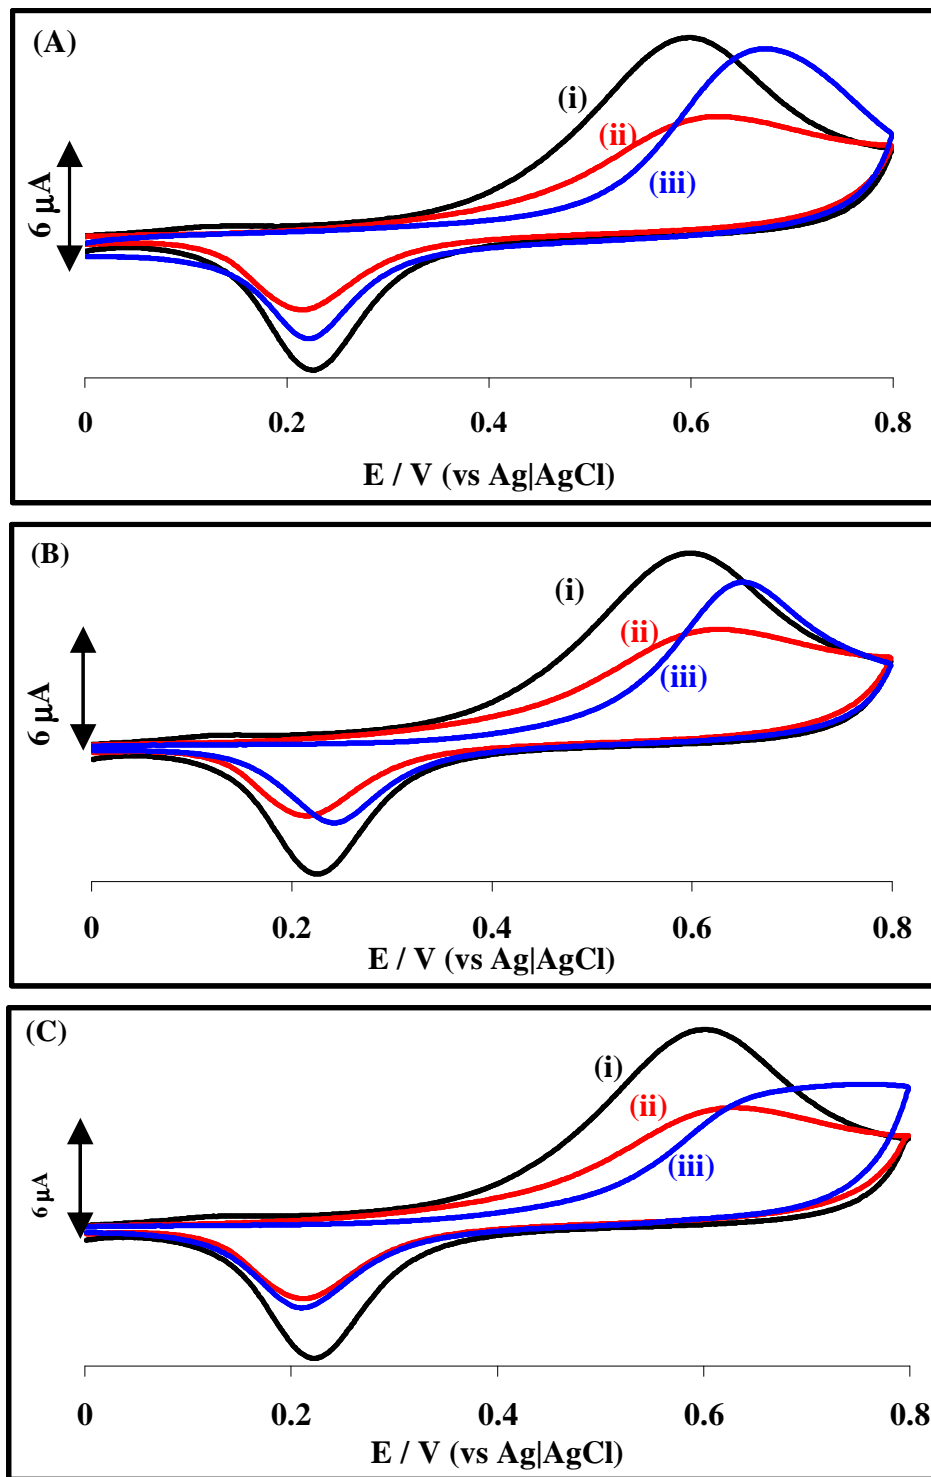 (A)
(i)
(ii)
(iii)
6 µA
0 0.2 0.4 0.6 0.8
E / V (vs Ag|AgCl)
(B)
(i)
(ii)
(iii)
6 µA
0 0.2 0.4 0.6 0.8
E / V (vs Ag|AgCl)
(C)
(i)
(ii)
(iii)
6 µA
0 0.2 0.4 0.6 0.8
E / V (vs Ag|AgCl)